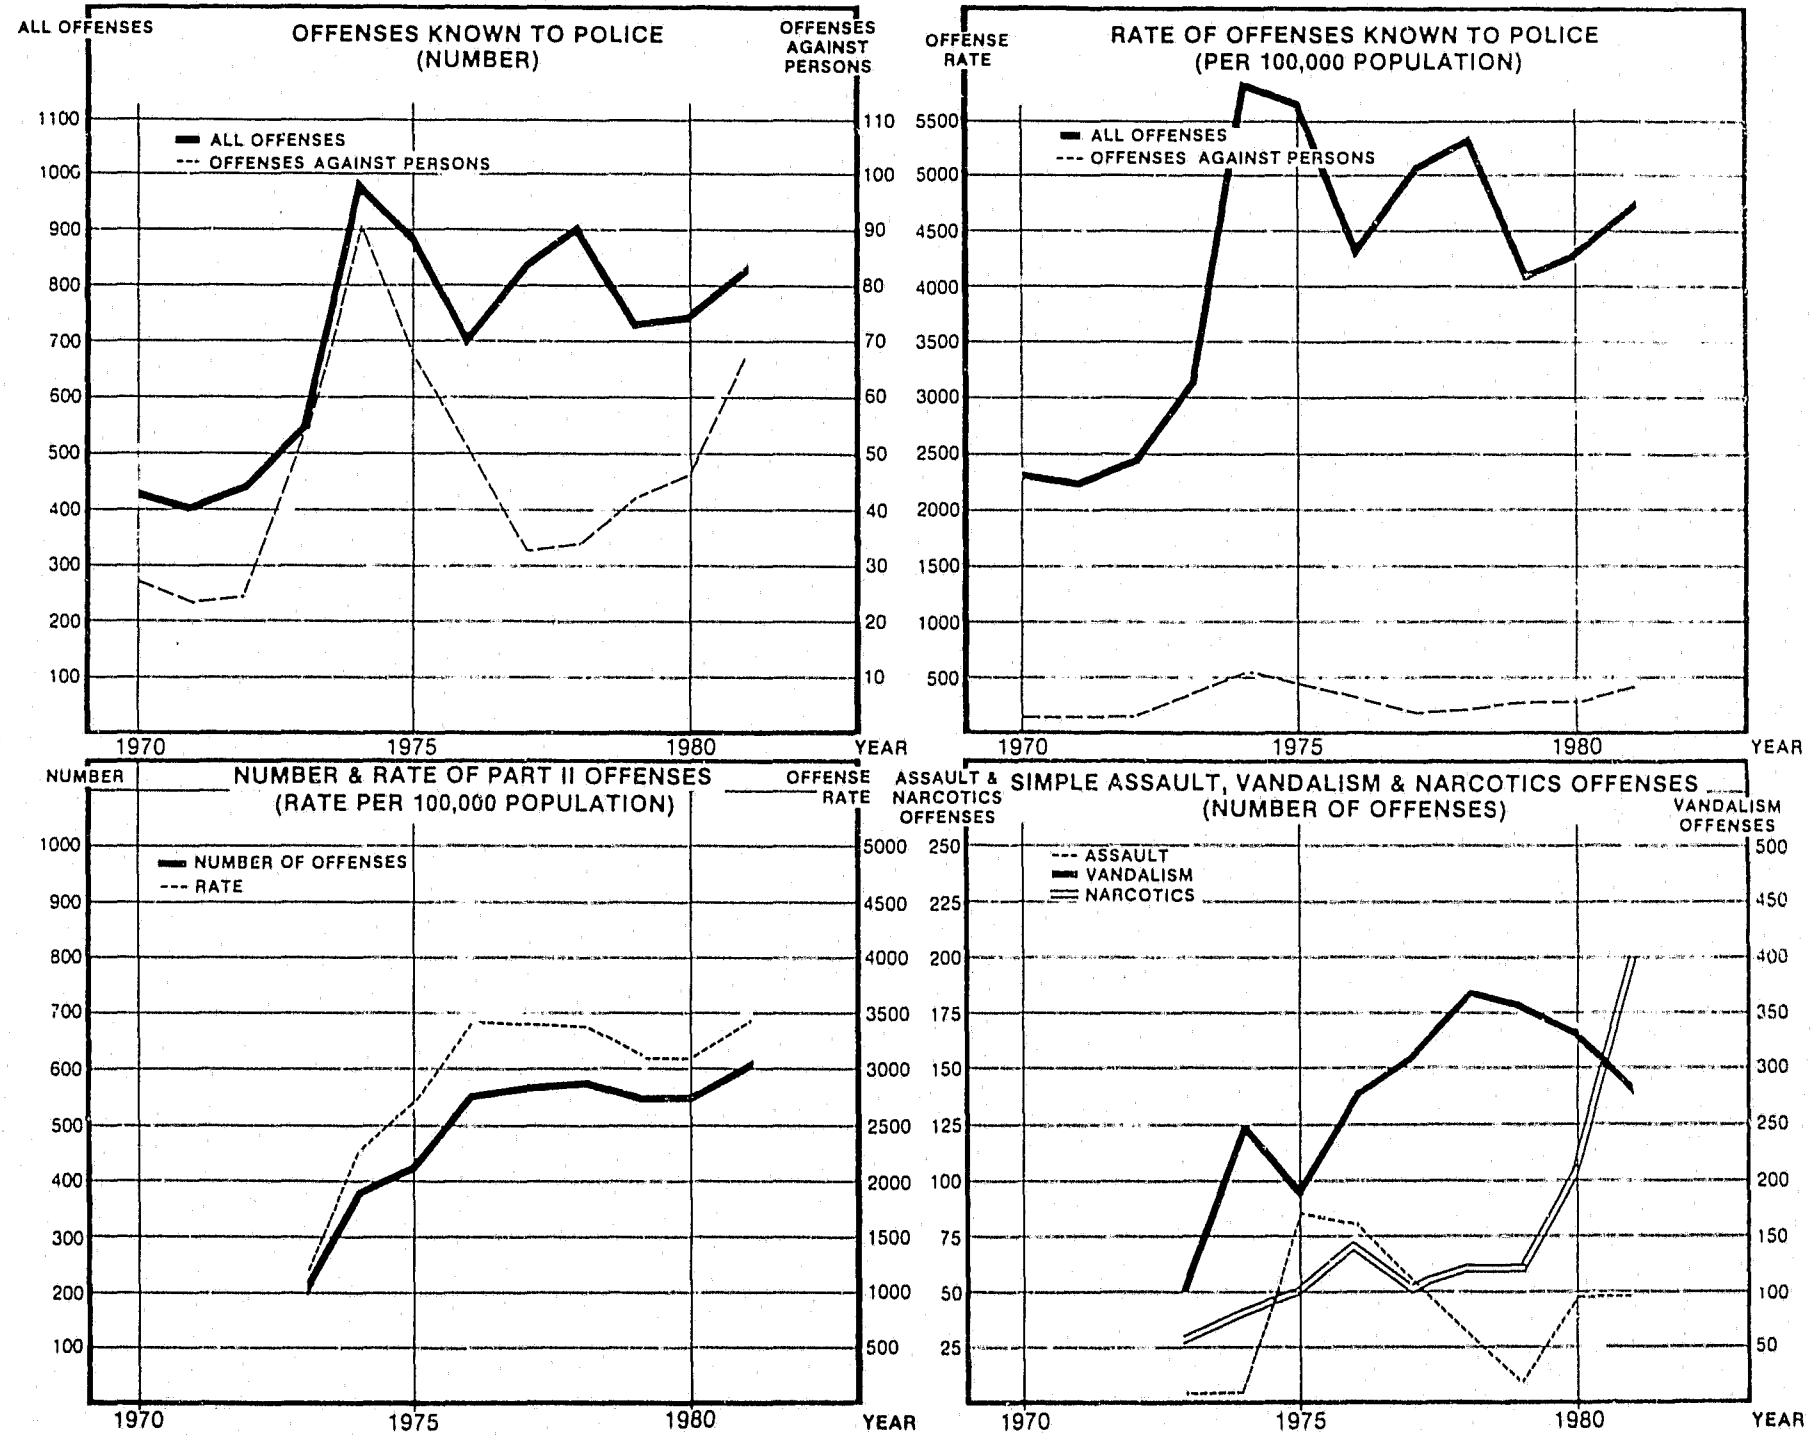 ALL OFFENSES
OFFENSES KNOWN TO POLICE
(NUMBER)
OFFENSES
AGAINST
PERSONS
1100
1000
900
800
700
600
500
400
300
200
100
110
100
90
80
70
60
50
40
30
20
10
ALL OFFENSES
OFFENSES AGAINST PERSONS
1970
1975
1980
YEAR
OFFENSE
RATE
RATE OF OFFENSES KNOWN TO POLICE
(PER 100,000 POPULATION)
5500
5000
4500
4000
3500
3000
2500
2000
1500
1000
500
ALL OFFENSES
OFFENSES AGAINST PERSONS
1970
1975
1980
YEAR
NUMBER
NUMBER & RATE OF PART II OFFENSES
(RATE PER 100,000 POPULATION)
OFFENSE
RATE
1000
900
800
700
600
500
400
300
200
100
5000
4500
4000
3500
3000
2500
2000
1500
1000
500
NUMBER OF OFFENSES
RATE
1970
1975
1980
YEAR
ASSAULT &
NARCOTICS
OFFENSES
SIMPLE ASSAULT, VANDALISM & NARCOTICS OFFENSES
(NUMBER OF OFFENSES)
VANDALISM
OFFENSES
250
225
200
175
150
125
100
75
50
25
500
450
400
350
300
250
200
150
100
50
ASSAULT
VANDALISM
NARCOTICS
1970
1975
1980
YEAR